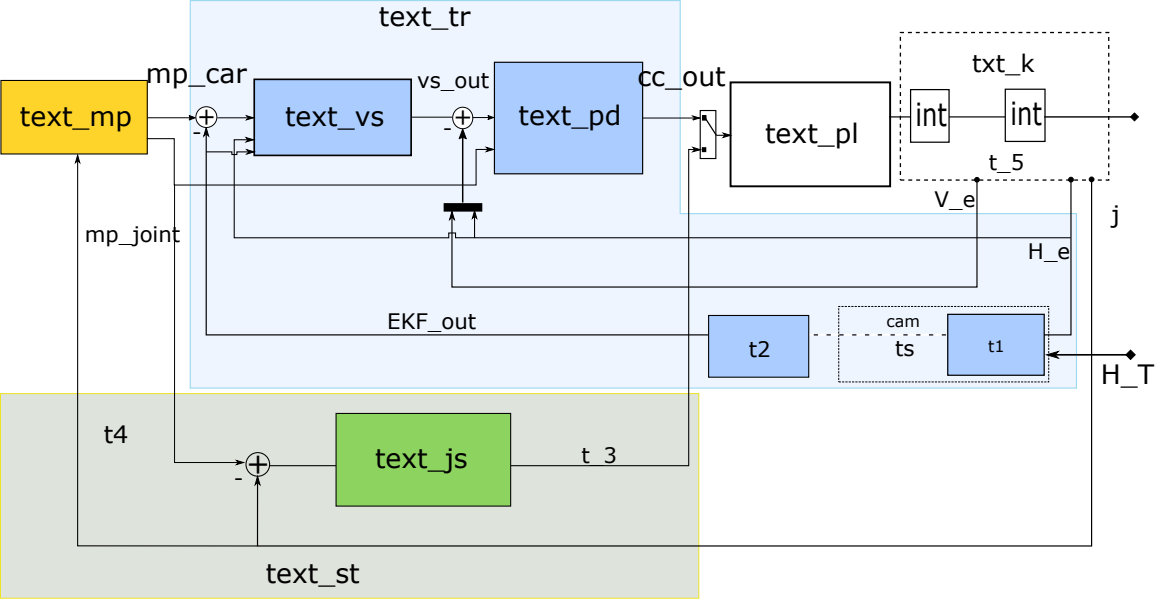 text_tr
mp_car
vs_out
cc_out
txt_k
text_mp
text_vs
text_pd
text_pl
int
int
-
-
t_5
V_e
j
mp_joint
H_e
EKF_out
cam
ts
t2
t1
H_T
t4
text_js
t_3
-
text_st